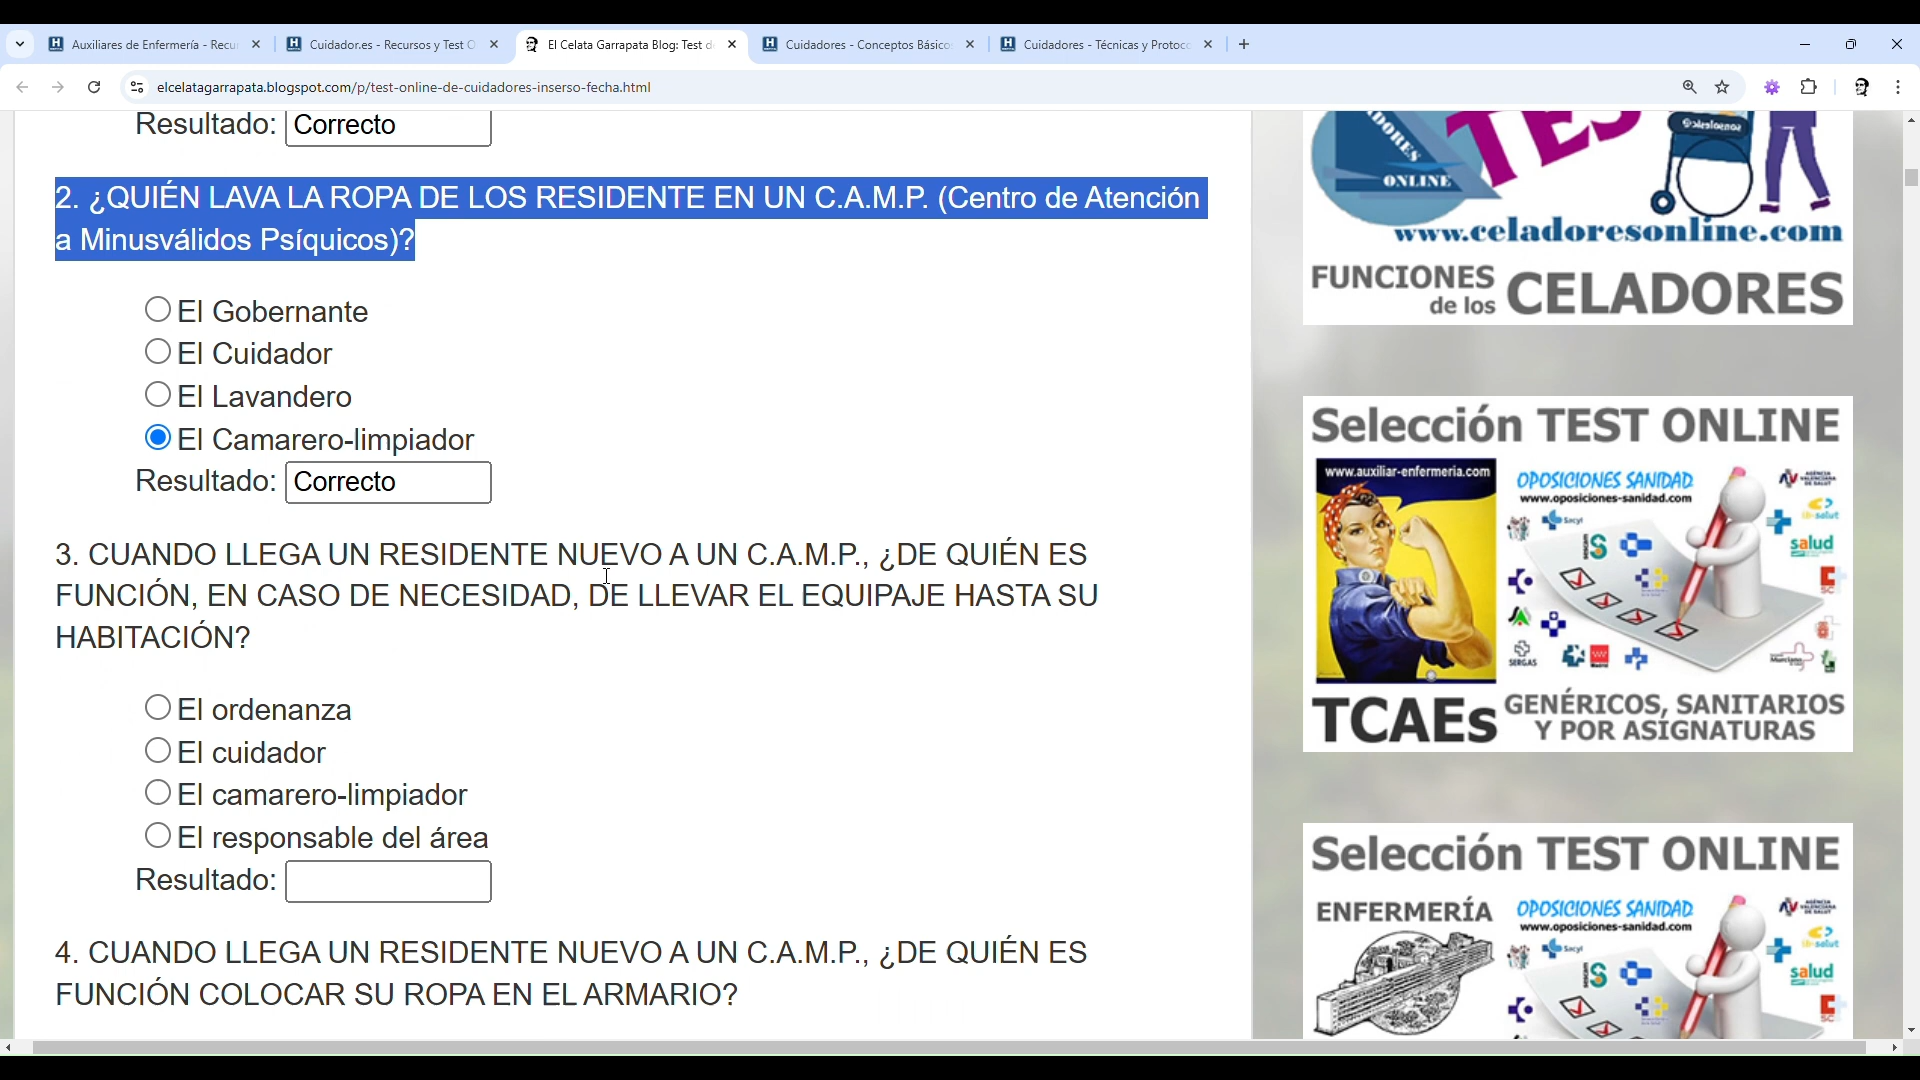 Auxiliares de Enfermería - Recu
Cuidador.es - Recursos y Test O
El Celata Garrapata Blog: Test d
Cuidadores - Conceptos Básico
Cuidadores - Técnicas y Protoco
elcelatagarrapata.blogspot.com/p/test-online-de-cuidadores-inserso-fecha.html
Resultado: Correcto
2. ¿QUIÉN LAVA LA ROPA DE LOS RESIDENTE EN UN C.A.M.P. (Centro de Atención
a Minusválidos Psíquicos)?
El Gobernante
El Cuidador
El Lavandero
El Camarero-limpiador
Resultado: Correcto
3. CUANDO LLEGA UN RESIDENTE NUEVO A UN C.A.M.P., ¿DE QUIÉN ES
FUNCIÓN, EN CASO DE NECESIDAD, DE LLEVAR EL EQUIPAJE HASTA SU
HABITACIÓN?
El ordenanza
El cuidador
El camarero-limpiador
El responsable del área
Resultado:
4. CUANDO LLEGA UN RESIDENTE NUEVO A UN C.A.M.P., ¿DE QUIÉN ES
FUNCIÓN COLOCAR SU ROPA EN EL ARMARIO?
ONLINE
TES
www.celadoresonline.com
FUNCIONES
de los CELADORES
Selección TEST ONLINE
www.auxiliar-enfermeria.com
OPOSICIONES SANIDAD
www.oposiciones-sanidad.com
Sacyl
salud
SERGAS
TCAEs
GENÉRICOS, SANITARIOS
Y POR ASIGNATURAS
Selección TEST ONLINE
ENFERMERÍA
OPOSICIONES SANIDAD
www.oposiciones-sanidad.com
Sacyl
salud